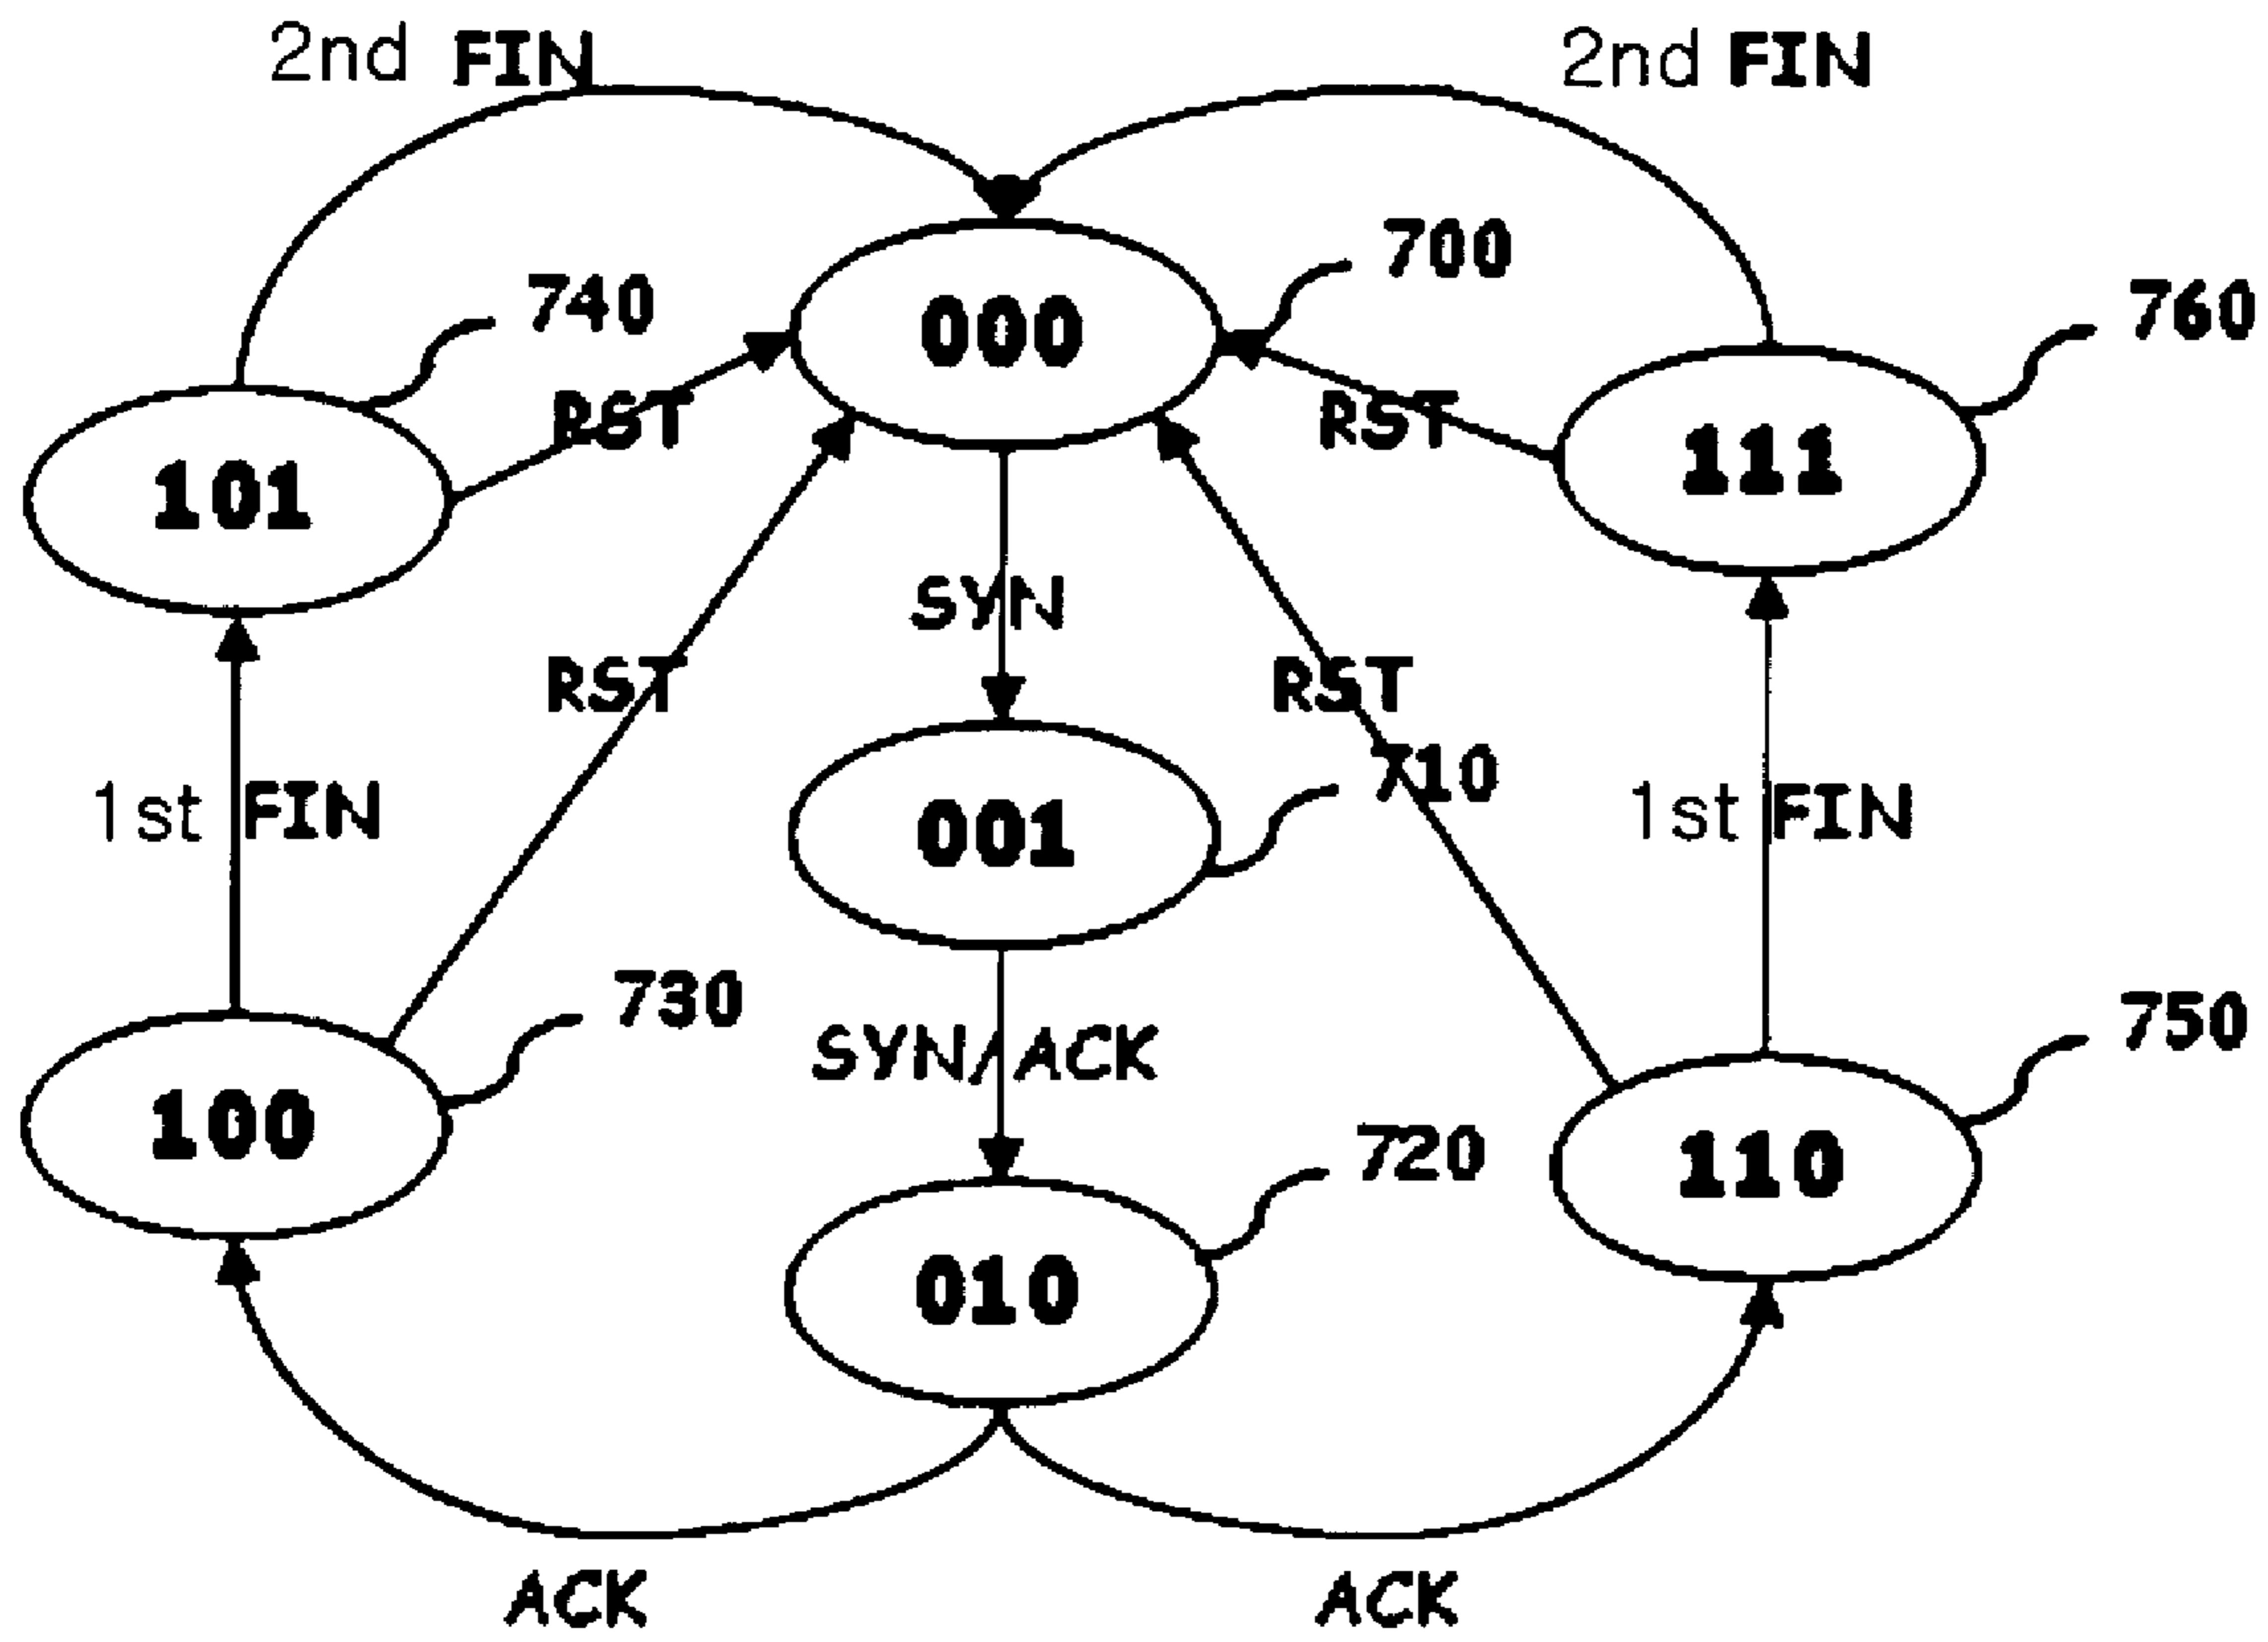 2nd FIN
2nd FIN
700
740
760
000
RST
RST
101
111
SYN
RST
RST
710
1st FIN
1st FIN
001
730
750
SYN/ACK
100
720
110
010
ACK
ACK